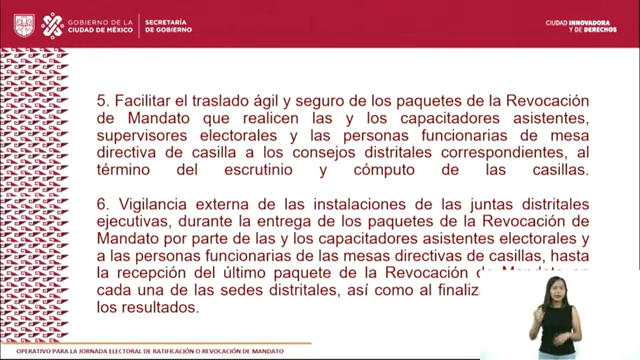 GOBIERNO DE LA
CIUDAD DE MÉXICO
SECRETARÍA
DE GOBIERNO
CIUDAD INNOVADORA
Y DE DERECHOS
5. Facilitar el traslado ágil y seguro de los paquetes de la Revocación
de Mandato que realicen las y los capacitadores asistentes,
supervisores electorales y las personas funcionarias de mesa
directiva de casilla a los consejos distritales correspondientes, al
término del escrutinio y cómputo de las casillas.
6. Vigilancia externa de las instalaciones de las juntas distritales
ejecutivas, durante la entrega de los paquetes de la Revocación de
Mandato por parte de las y los capacitadores asistentes electorales y
a las personas funcionarias de las mesas directivas de casillas, hasta
la recepción del último paquete de la Revocación
cada una de las sedes distritales, así como al finaliz
los resultados.
OPERATIVO PARA LA JORNADA ELECTORAL DE RATIFICACIÓN O REVOCACIÓN DE MANDATO